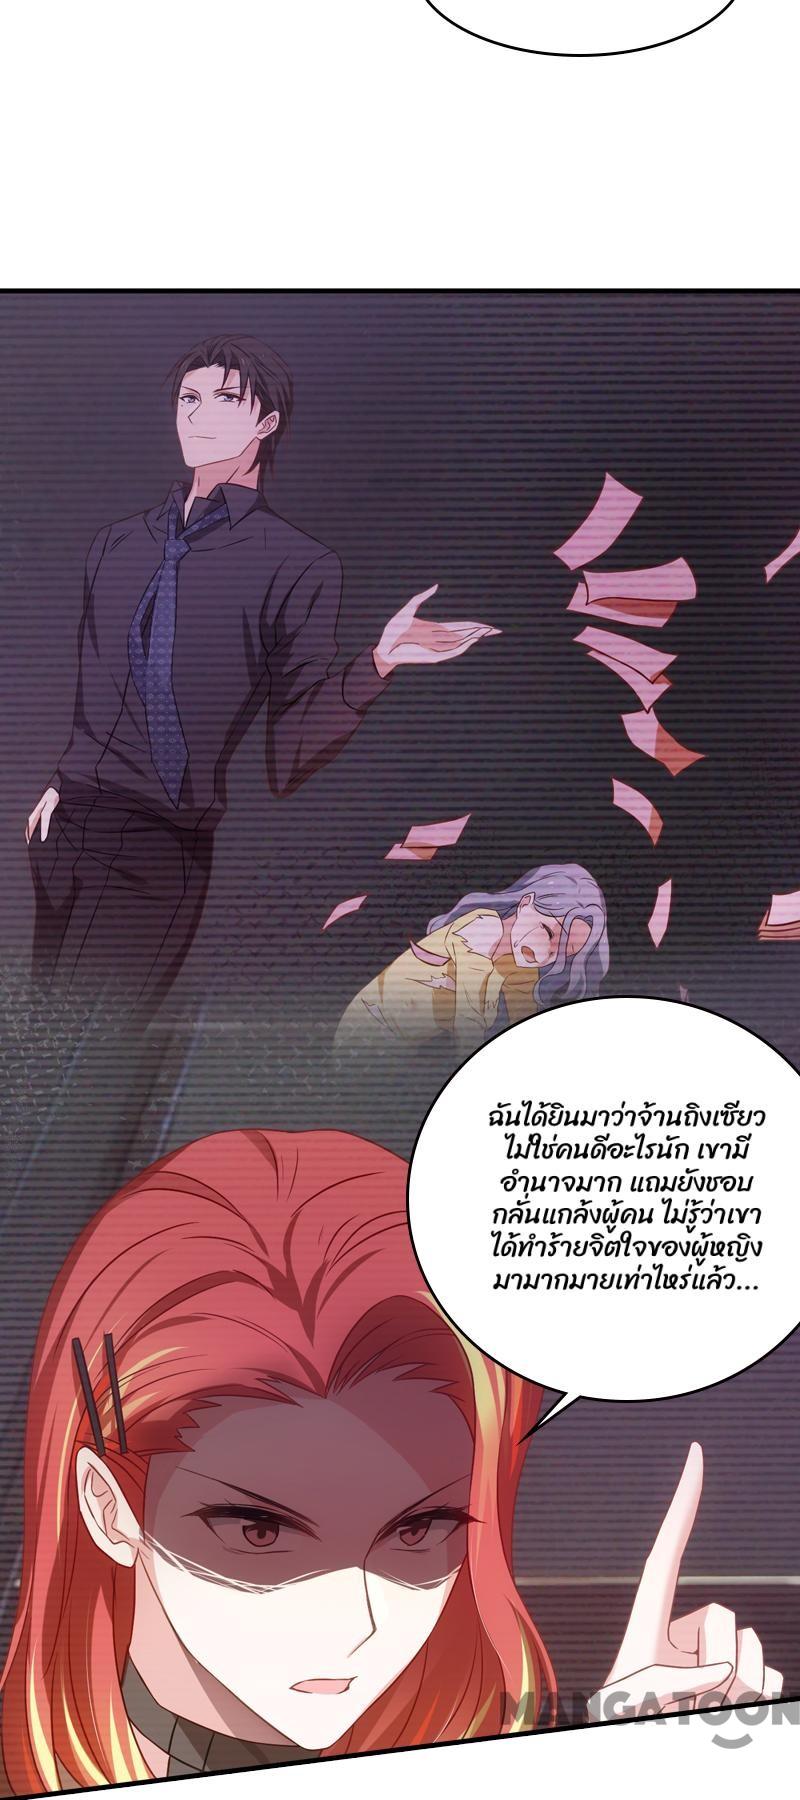 ฉันได้ยินมาว่าจ้านถิงเซียว
ไม่ใช่คนดีอะไรนัก เขามี
อำนาจมาก แถมยังชอบ
กลั่นแกล้งผู้คน ไม่รู้ว่าเขา
ได้ทำร้ายจิตใจของผู้หญิง
มามากมายเท่าไหร่แล้ว...
MANGATOON